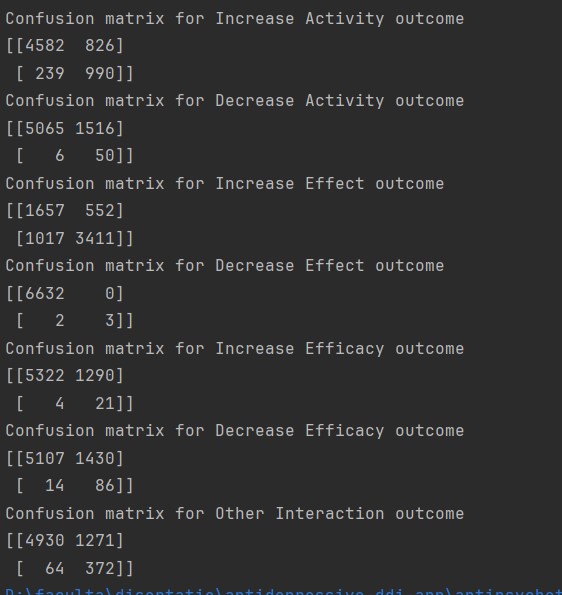 Confusion matrix for Increase Activity outcome
[[4582  826]
 [ 239  990]]
Confusion matrix for Decrease Activity outcome
[[5065 1516]
 [   6   50]]
Confusion matrix for Increase Effect outcome
[[1657  552]
 [1017 3411]]
Confusion matrix for Decrease Effect outcome
[[6632    0]
 [   2    3]]
Confusion matrix for Increase Efficacy outcome
[[5322 1290]
 [   4   21]]
Confusion matrix for Decrease Efficacy outcome
[[5107 1430]
 [  14   86]]
Confusion matrix for Other Interaction outcome
[[4930 1271]
 [  64  372]]